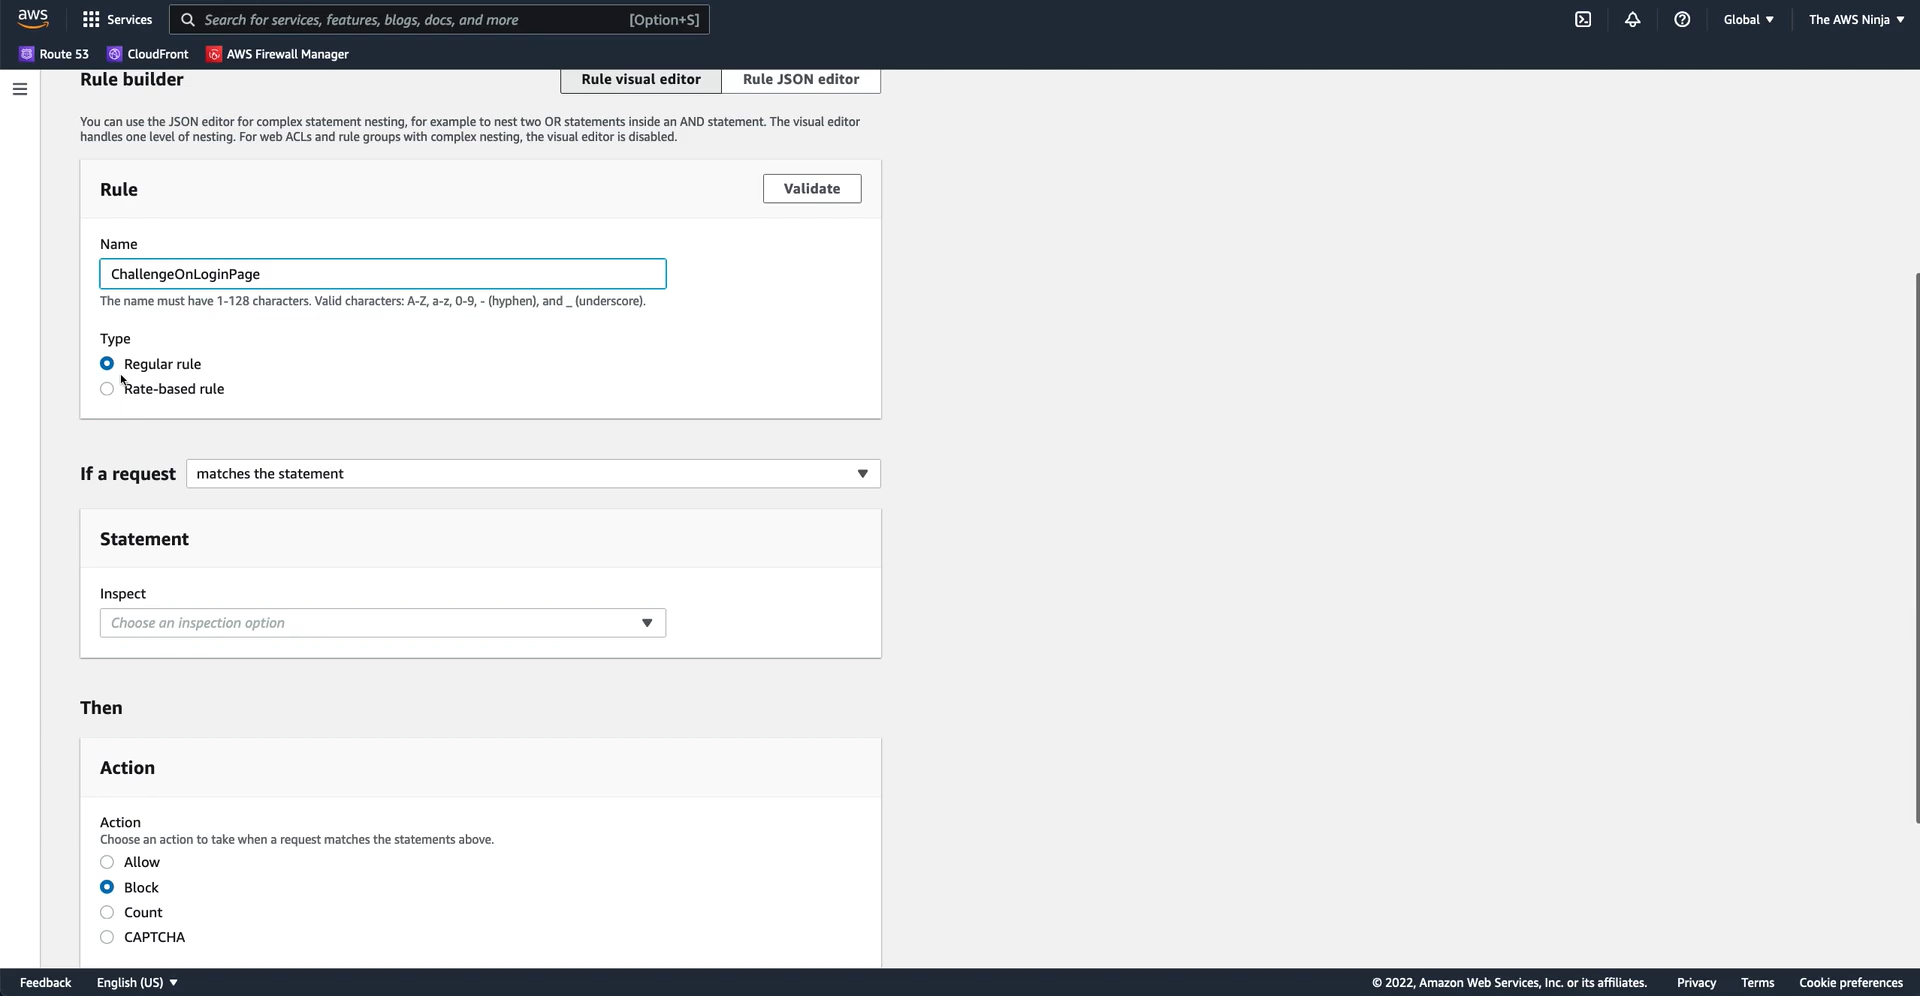 aws
Services
Search for services, features, blogs, docs, and more
[Option+S]
Global
The AWS Ninja
Route 53
CloudFront
AWS Firewall Manager
Rule builder
Rule visual editor
Rule JSON editor
You can use the JSON editor for complex statement nesting, for example to nest two OR statements inside an AND statement. The visual editor
handles one level of nesting. For web ACLs and rule groups with complex nesting, the visual editor is disabled.
Rule
Validate
Name
ChallengeOnLoginPage
The name must have 1-128 characters. Valid characters: A-Z, a-z, 0-9, - (hyphen), and _ (underscore).
Type
Regular rule
Rate-based rule
If a request
matches the statement
Statement
Inspect
Choose an inspection option
Then
Action
Action
Choose an action to take when a request matches the statements above.
Allow
Block
Count
CAPTCHA
Feedback
English (US)
© 2022, Amazon Web Services, Inc. or its affiliates.
Privacy
Terms
Cookie preferences